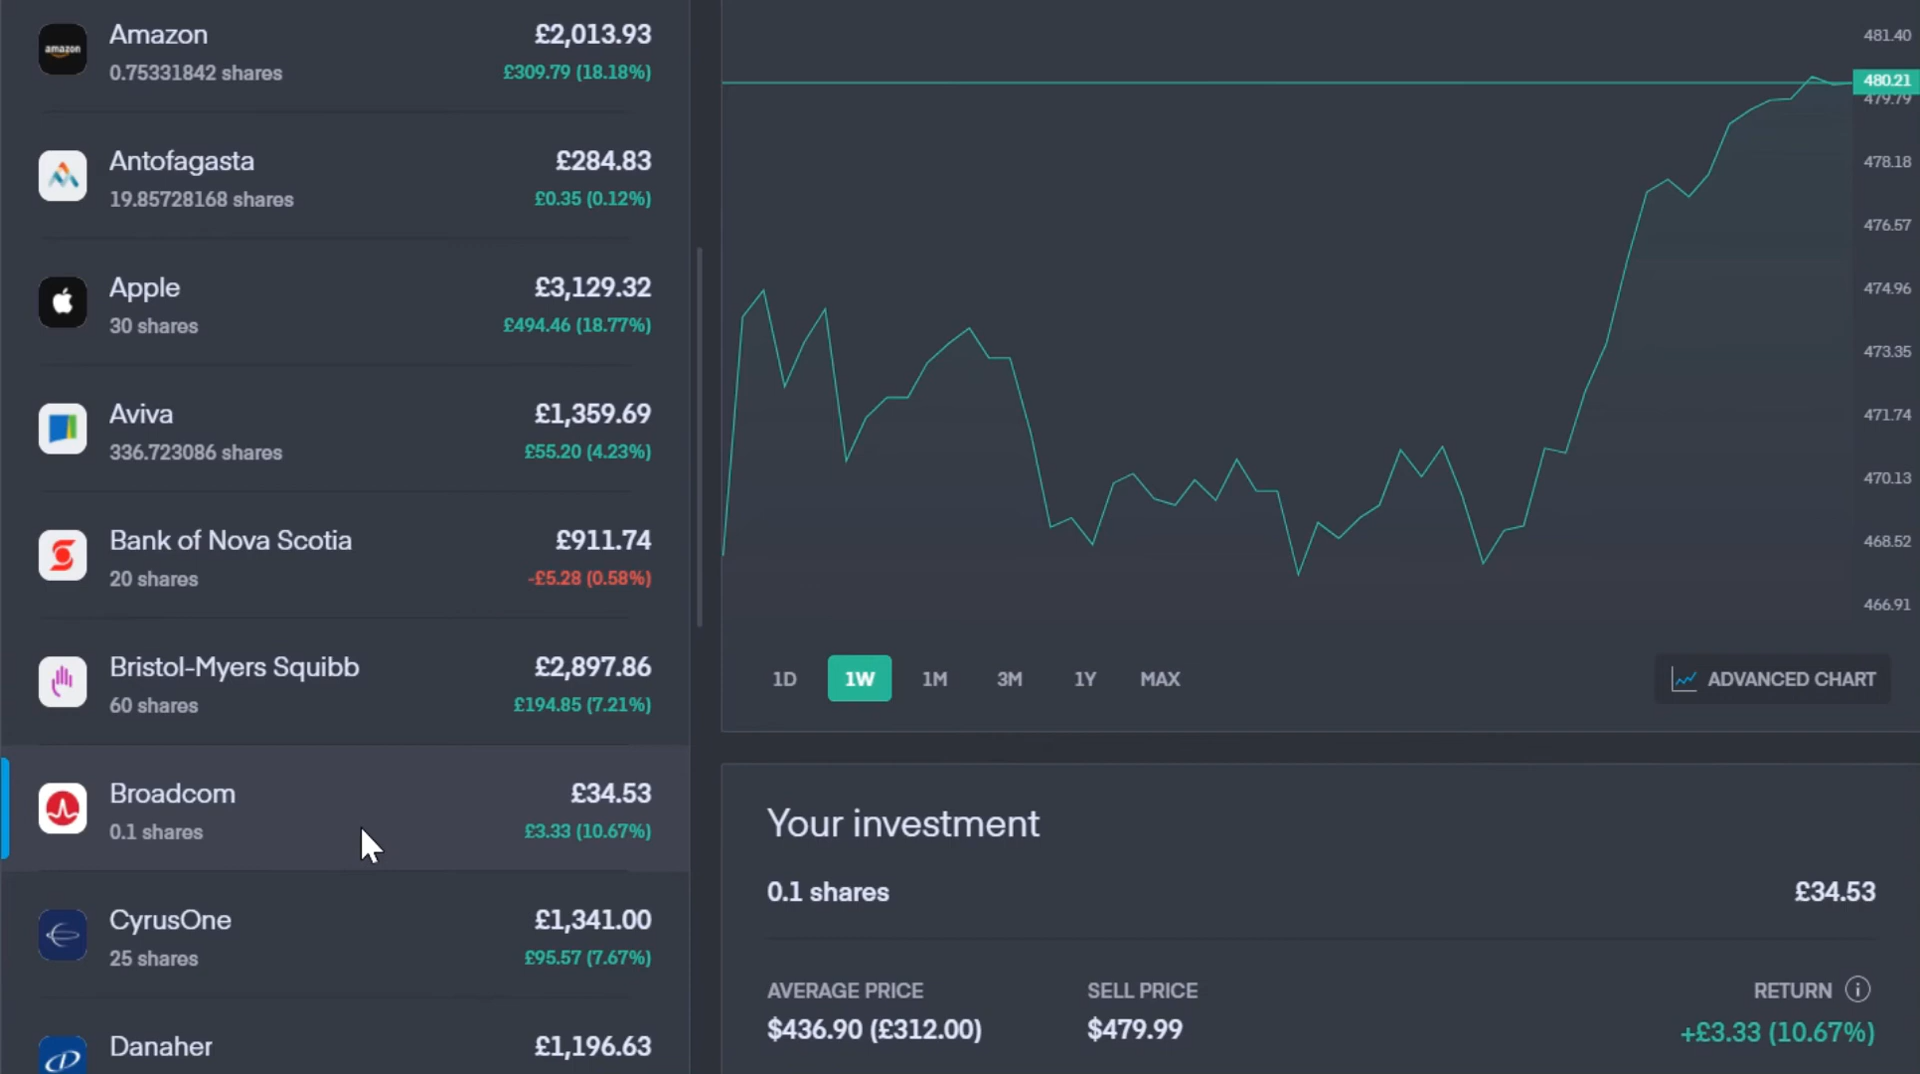 amazon
Amazon
£2,013.93
0.75331842 shares
£309.79 (18.18%)
Antofagasta
£284.83
19.85728168 shares
£0.35 (0.12%)
Apple
£3,129.32
30 shares
£494.46 (18.77%)
Aviva
£1,359.69
336.723086 shares
£55.20 (4.23%)
Bank of Nova Scotia
£911.74
20 shares
-£5.28 (0.58%)
Bristol-Myers Squibb
£2,897.86
60 shares
£194.85 (7.21%)
Broadcom
£34.53
0.1 shares
£3.33 (10.67%)
CyrusOne
£1,341.00
25 shares
£95.57 (7.67%)
Danaher
£1,196.63
481.40
480.21
479.79
478.18
476.57
474.96
473.35
471.74
470.13
468.52
466.91
1D
1W
1M
3M
1Y
MAX
ADVANCED CHART
Your investment
0.1 shares
£34.53
AVERAGE PRICE
SELL PRICE
RETURN
$436.90 (£312.00)
$479.99
+£3.33 (10.67%)